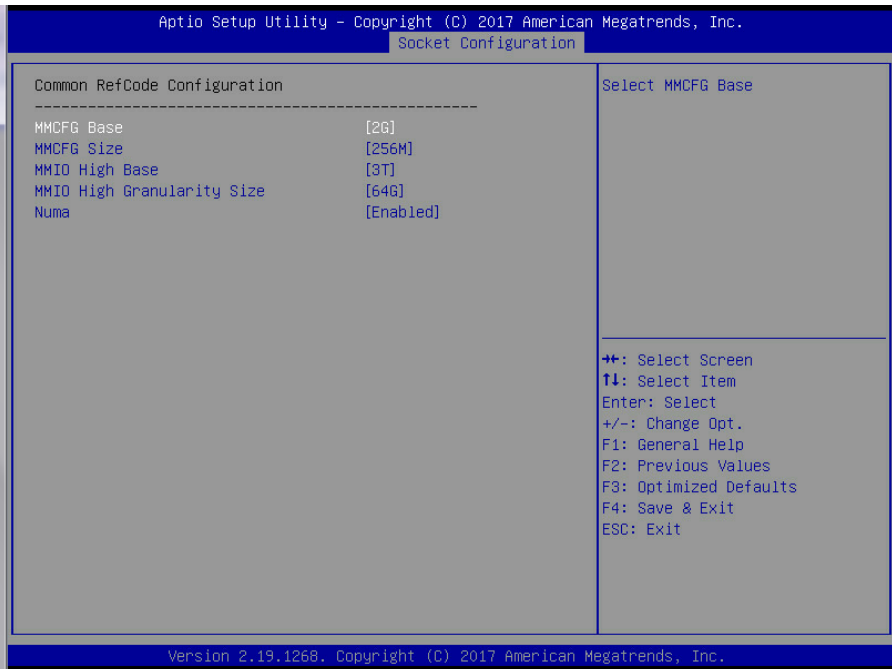 Aptio Setup Utility – Copyright (C) 2017 American Megatrends, Inc.
Socket Configuration
Common RefCode Configuration
--------------------------------------------------
MMCFG Base [2G]
MMCFG Size [256M]
MMIO High Base [3T]
MMIO High Granularity Size [64G]
Numa [Enabled]
Select MMCFG Base
→←: Select Screen
↑↓: Select Item
Enter: Select
+/-: Change Opt.
F1: General Help
F2: Previous Values
F3: Optimized Defaults
F4: Save & Exit
ESC: Exit
Version 2.19.1268. Copyright (C) 2017 American Megatrends, Inc.